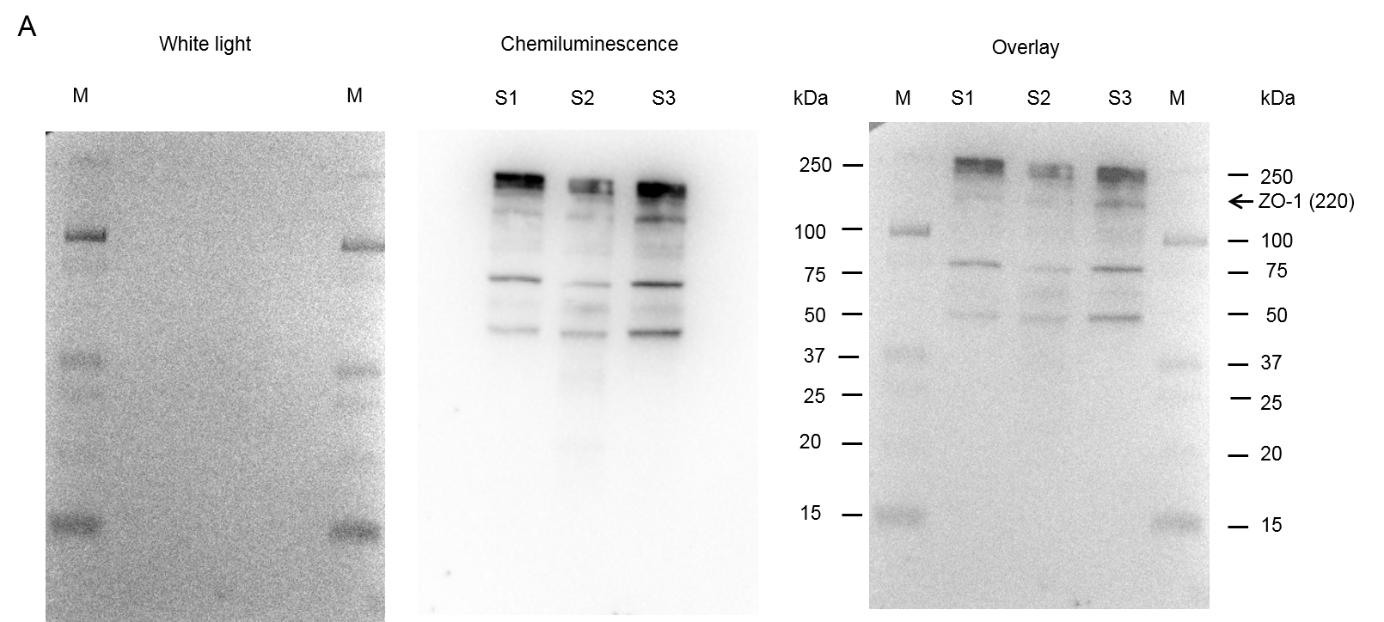 A
White light
Chemiluminescence
Overlay
M
M
S1
S2
S3
kDa
M
S1
S2
S3
M
kDa
250
100
75
50
37
25
20
15
250
ZO-1 (220)
100
75
50
37
25
20
15